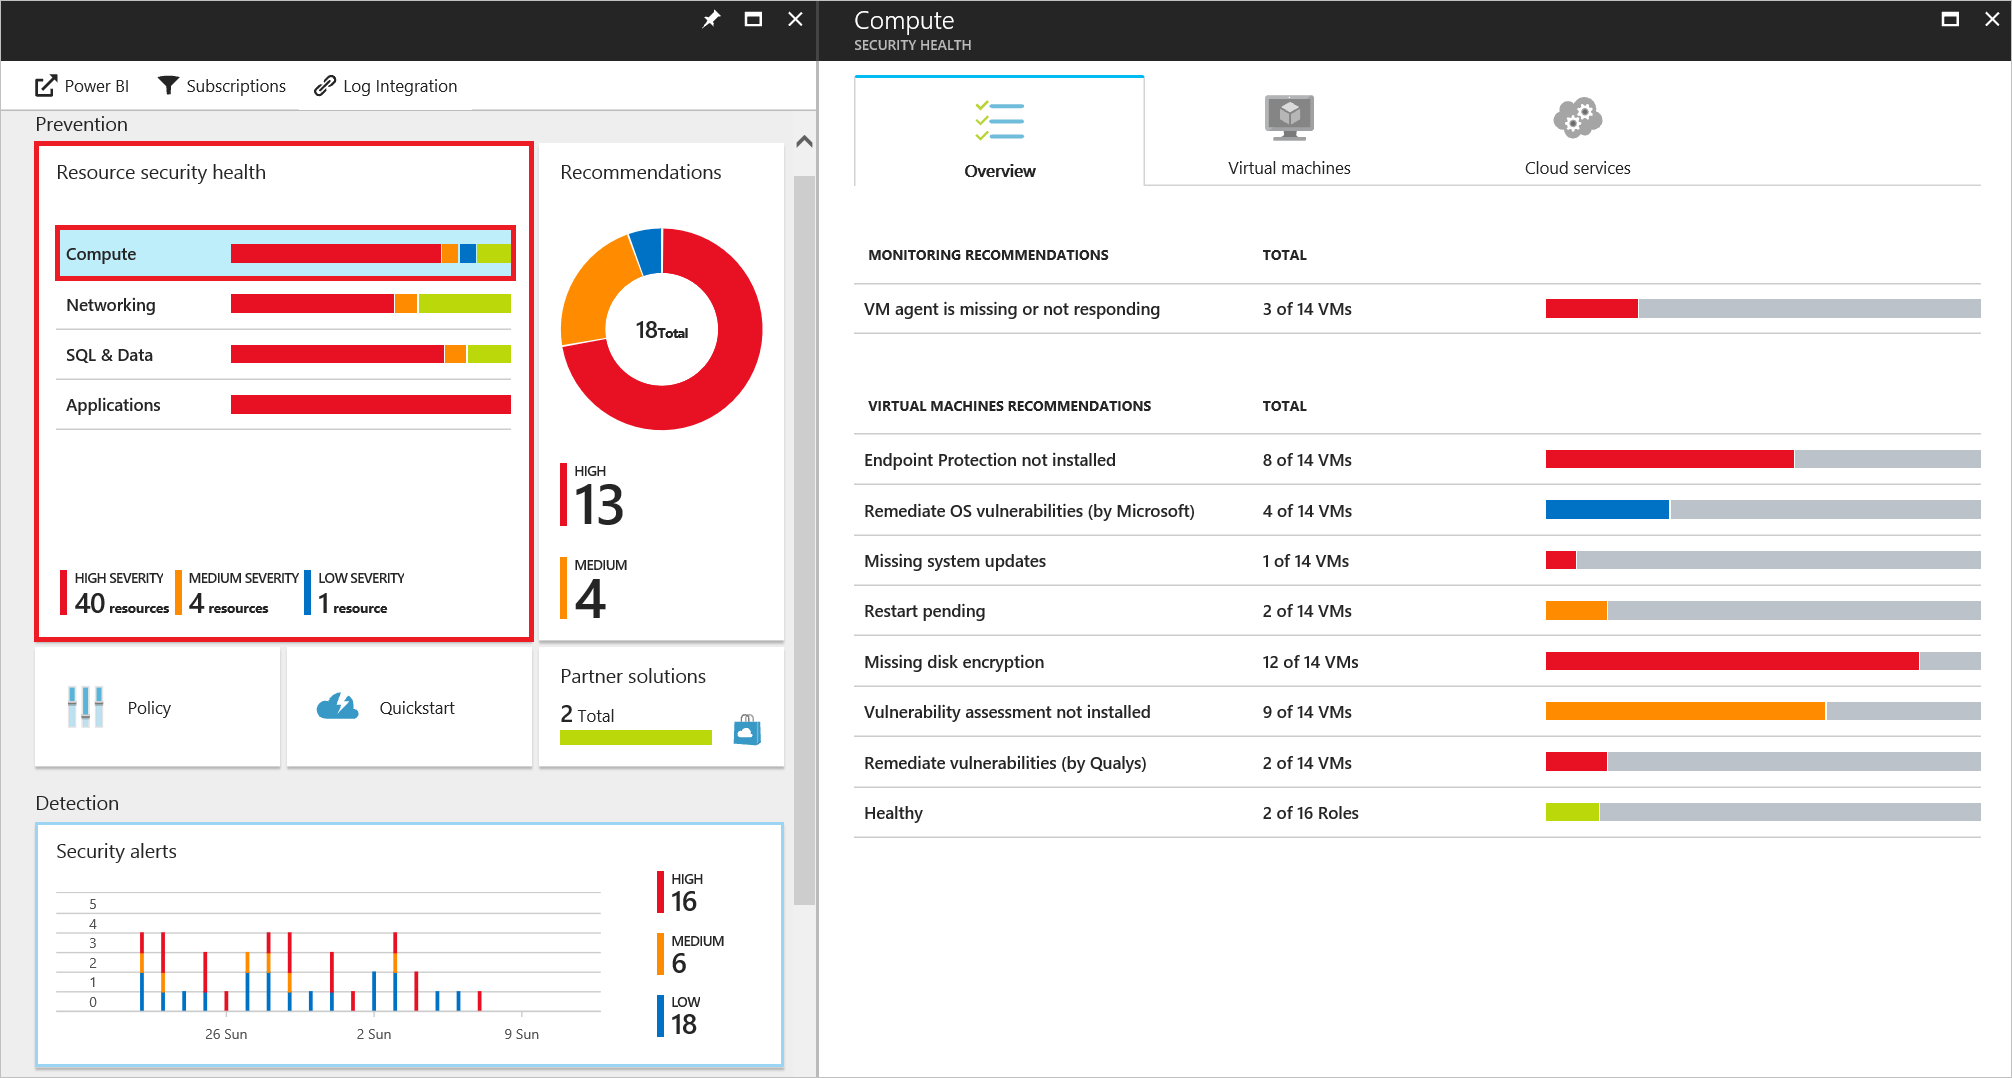 Power BI
Subscriptions
Log Integration
Prevention
Resource security health
Compute
Networking
SQL & Data
Applications
HIGH SEVERITY
40 resources
MEDIUM SEVERITY
4 resources
LOW SEVERITY
1 resource
Recommendations
18Total
HIGH
13
MEDIUM
4
Policy
Quickstart
Partner solutions
2 Total
Detection
Security alerts
5
4
3
2
1
0
26 Sun
2 Sun
9 Sun
HIGH
16
MEDIUM
6
LOW
18
Compute
SECURITY HEALTH
Overview
Virtual machines
Cloud services
MONITORING RECOMMENDATIONS TOTAL
VM agent is missing or not responding 3 of 14 VMs
VIRTUAL MACHINES RECOMMENDATIONS TOTAL
Endpoint Protection not installed 8 of 14 VMs
Remediate OS vulnerabilities (by Microsoft) 4 of 14 VMs
Missing system updates 1 of 14 VMs
Restart pending 2 of 14 VMs
Missing disk encryption 12 of 14 VMs
Vulnerability assessment not installed 9 of 14 VMs
Remediate vulnerabilities (by Qualys) 2 of 14 VMs
Healthy 2 of 16 Roles